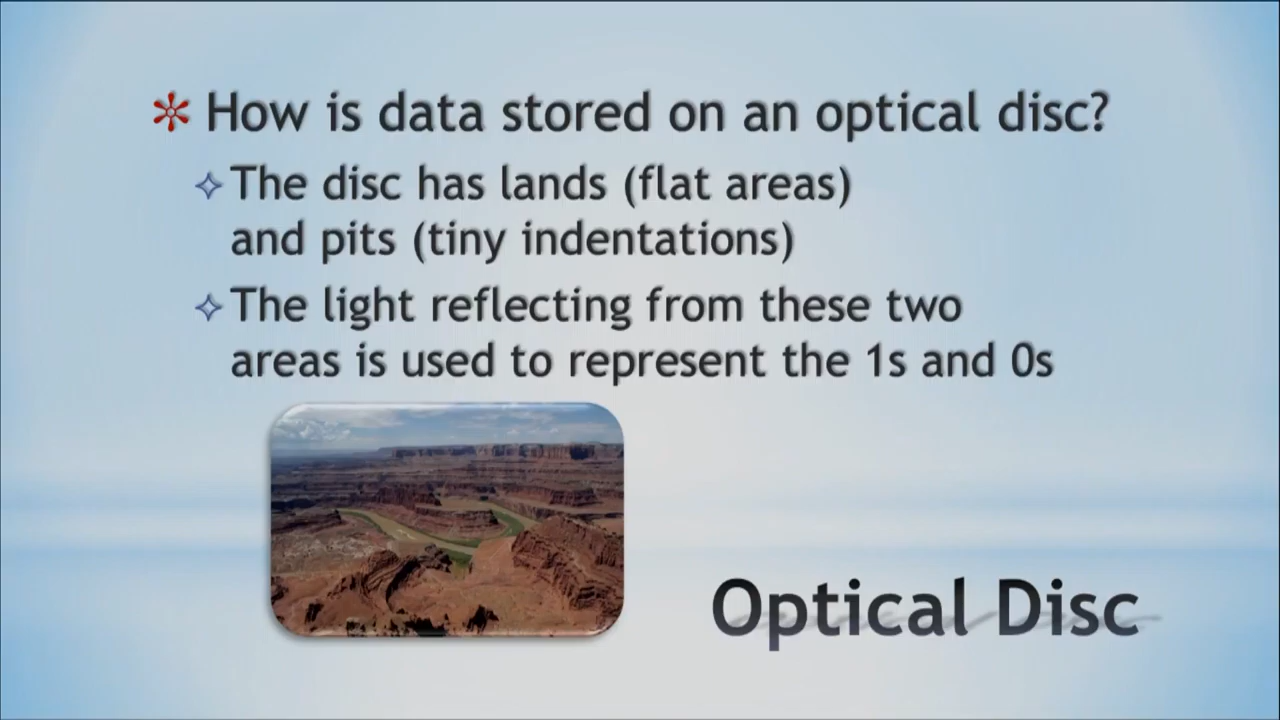 How is data stored on an optical disc?
The disc has lands (flat areas)
and pits (tiny indentations)
The light reflecting from these two
areas is used to represent the 1s and 0s
Optical Disc